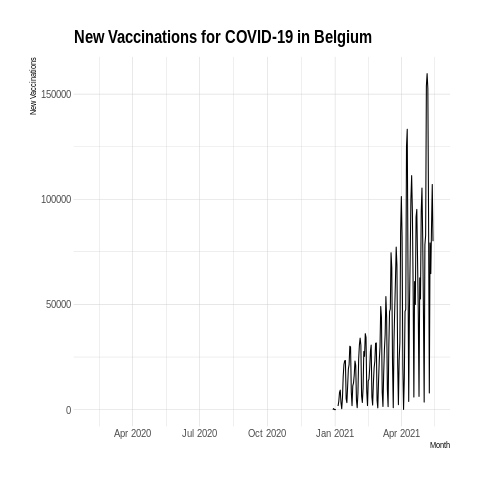 New Vaccinations for COVID-19 in Belgium
New Vaccinations
150000
100000
50000
0
Apr 2020 Jul 2020 Oct 2020 Jan 2021 Apr 2021
Month